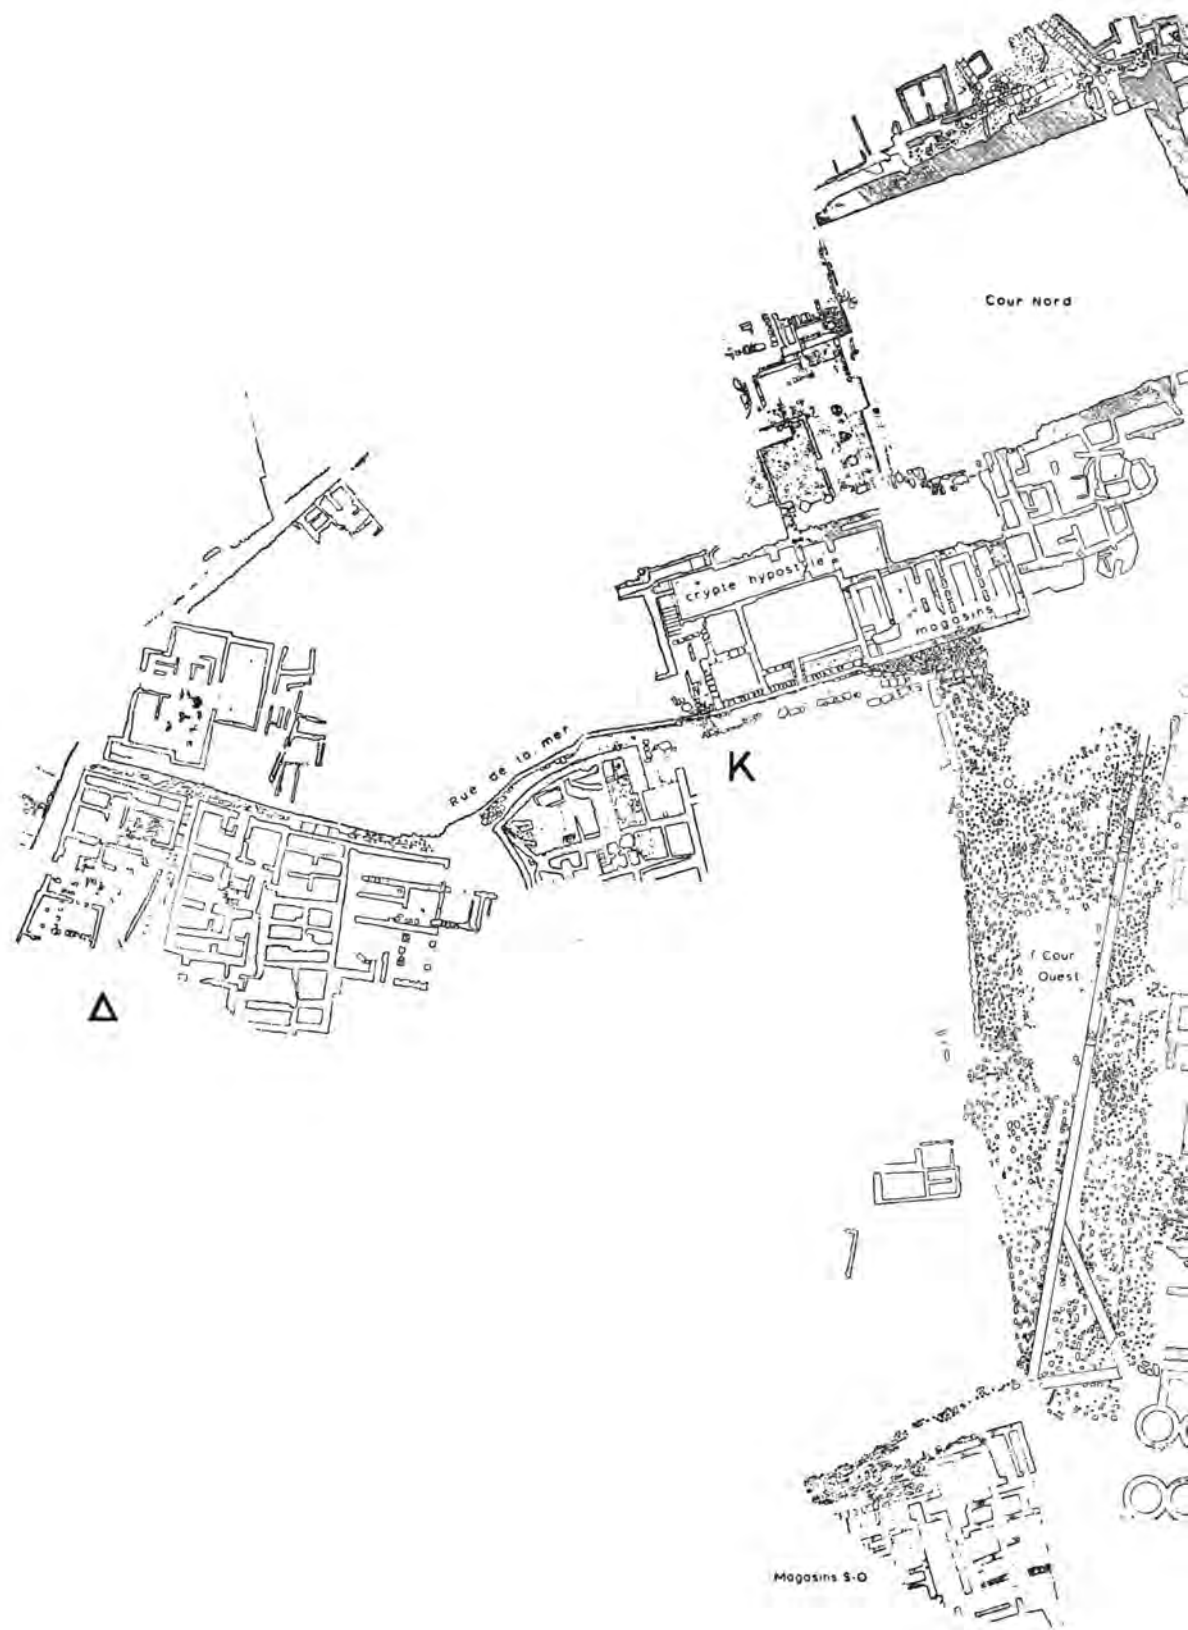 Cour Nord
crypte hypostyle
magasins
Rue de la mer
K
Cour
Ouest
Δ
Magasins S-O